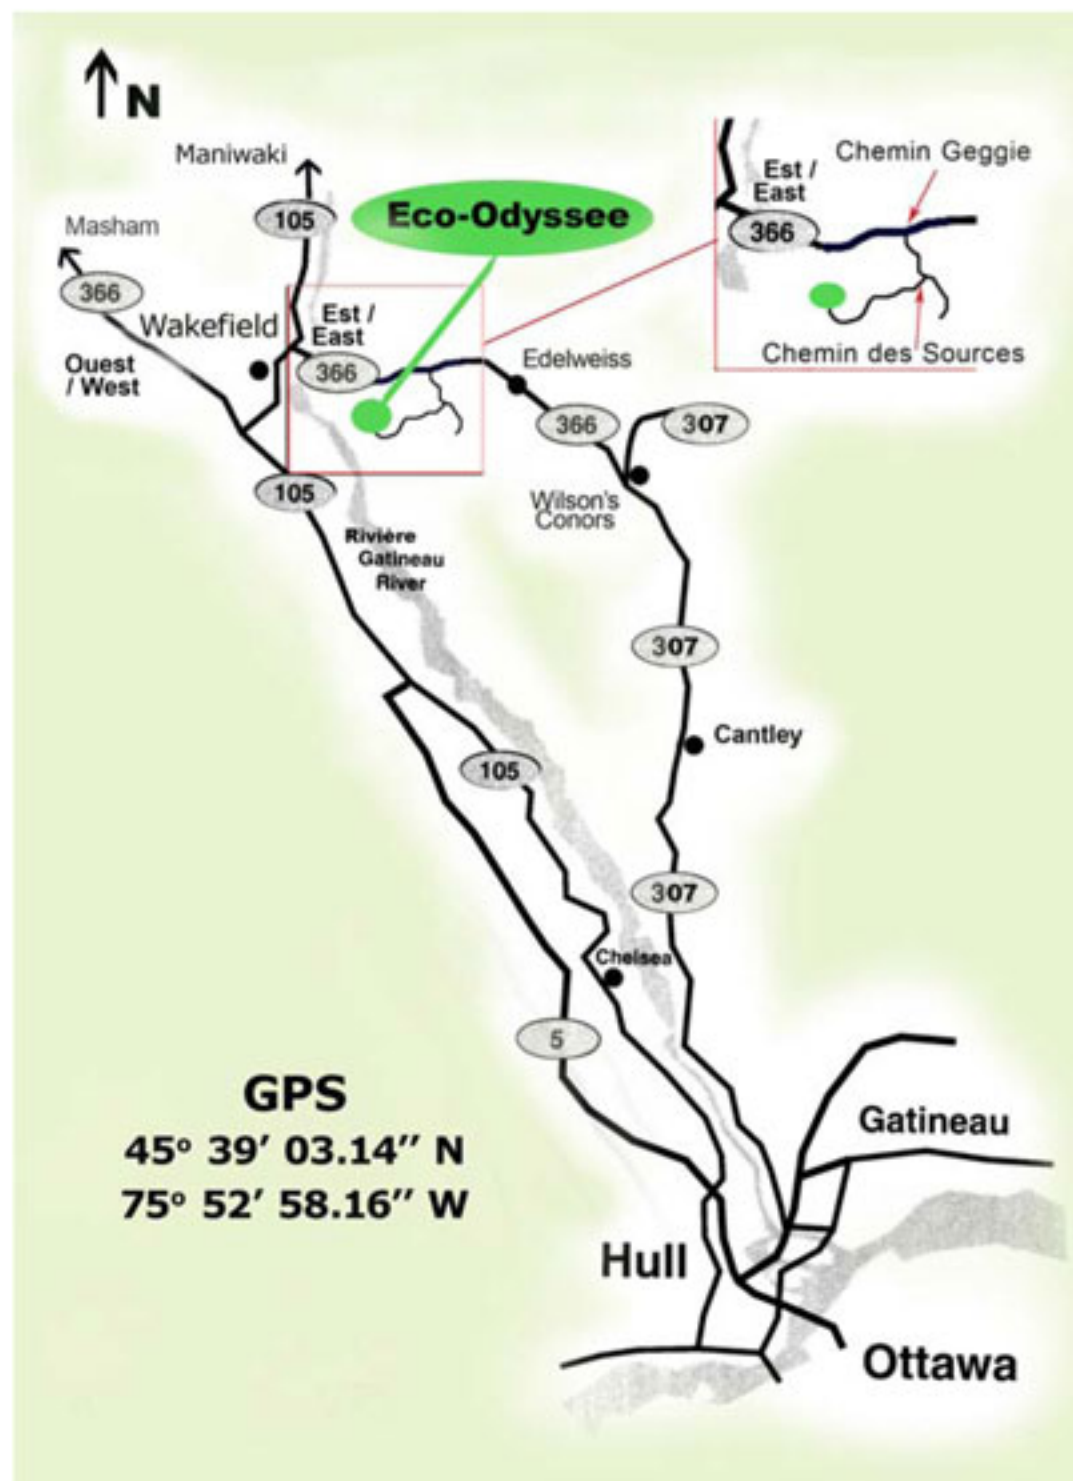 N
Maniwaki
105
Masham
366
Ouest
/ West
Wakefield
Eco-Odyssee
Est /
East
366
Est /
East
366
Chemin Geggie
Chemin des Sources
Edelweiss
366
307
Wilson's
Conors
105
Rivière
Gatineau
River
307
Cantley
105
307
Chelsea
5
GPS
45º 39’ 03.14’’ N
75º 52’ 58.16’’ W
Gatineau
Hull
Ottawa